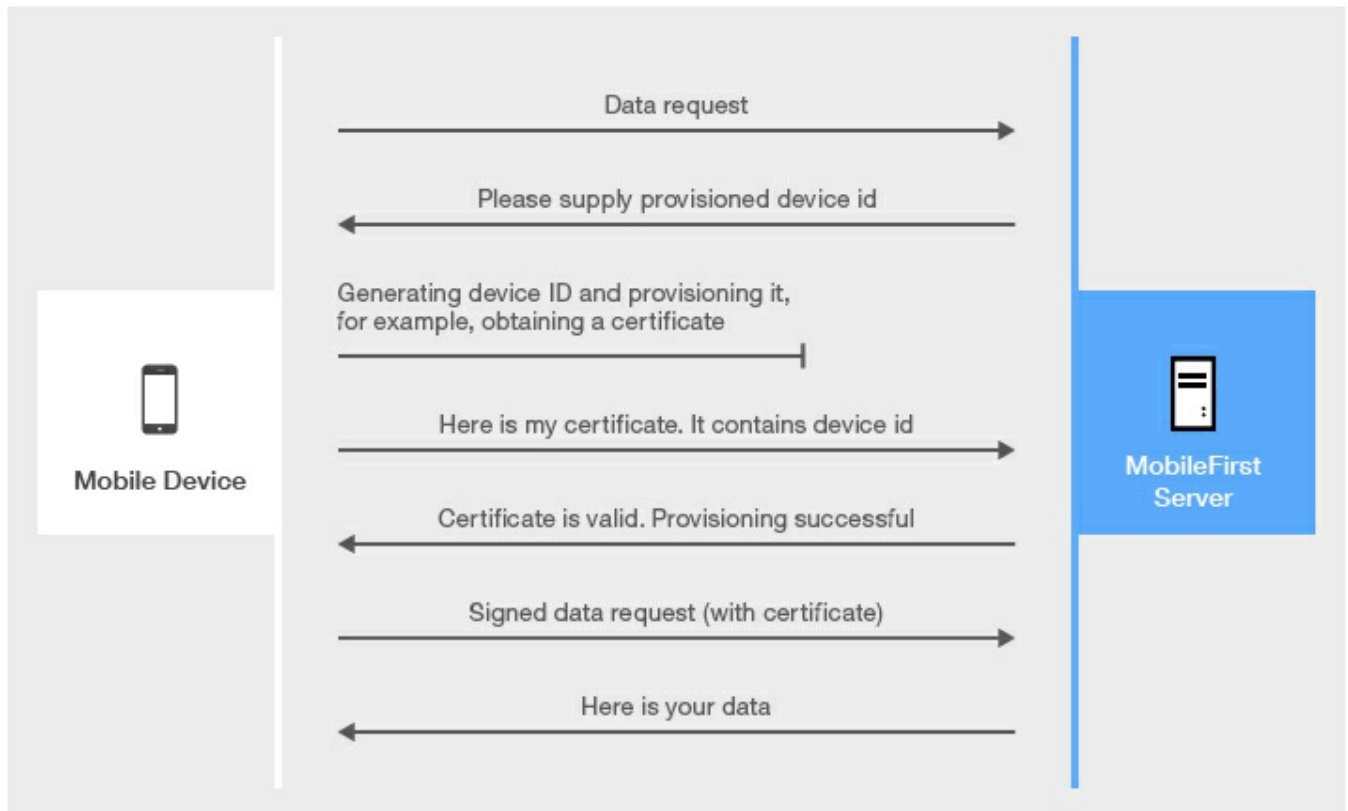 Data request
Please supply provisioned device id
Generating device ID and provisioning it,
for example, obtaining a certificate
Here is my certificate. It contains device id
Mobile Device
MobileFirst
Server
Certificate is valid. Provisioning successful
Signed data request (with certificate)
Here is your data